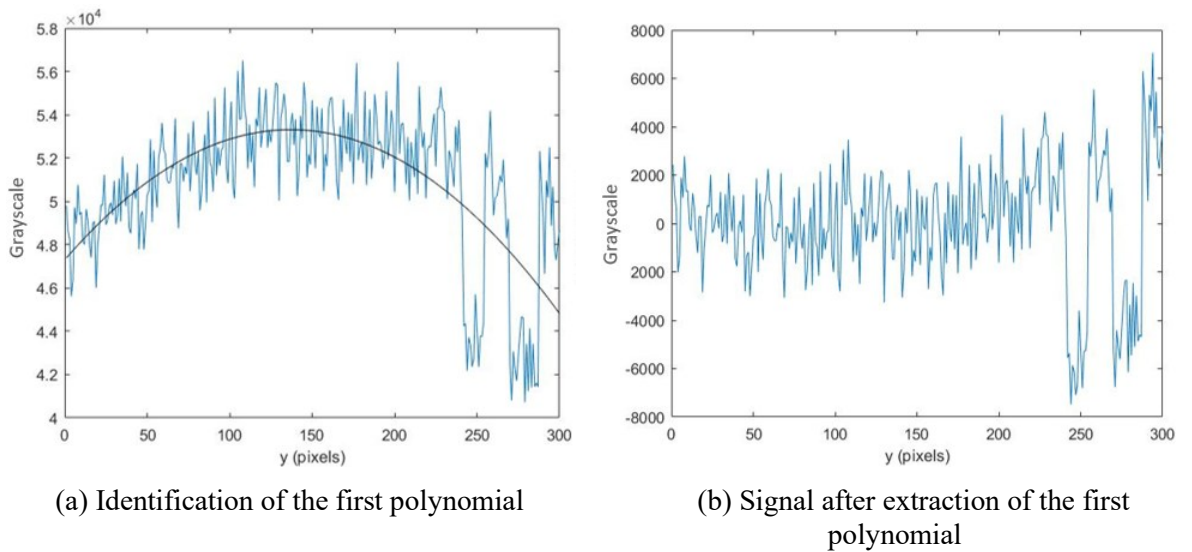 ×10⁴
5.8
5.6
5.4
5.2
5
4.8
4.6
4.4
4.2
4
Grayscale
0 50 100 150 200 250 300
y (pixels)
(a) Identification of the first polynomial
8000
6000
4000
2000
0
2000
-4000
-6000
-8000
Grayscale
0 50 100 150 200 250 300
y (pixels)
(b) Signal after extraction of the first
polynomial